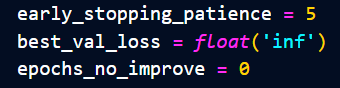 early_stopping_patience = 5
best_val_loss = float('inf')
epochs_no_improve = 0